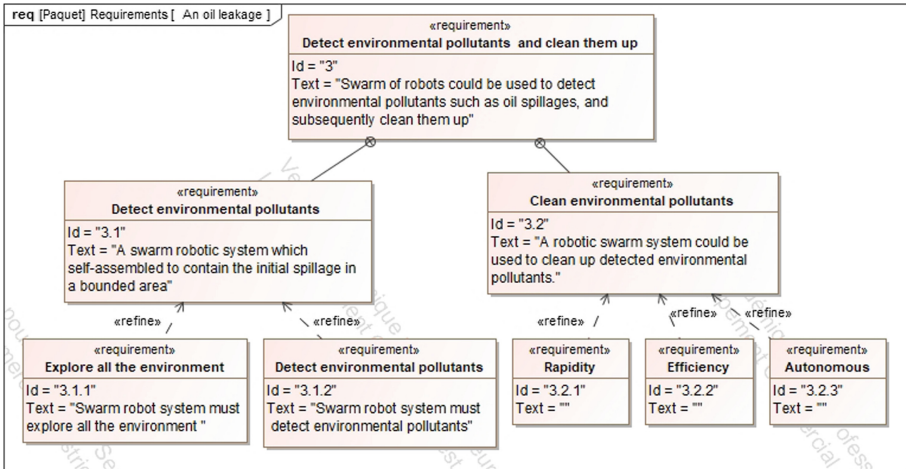 req [Paquet] Requirements [ An oil leakage ]
«requirement»
Detect environmental pollutants and clean them up
Id = "3"
Text = "Swarm of robots could be used to detect
environmental pollutants such as oil spillages, and
subsequently clean them up"
«requirement»
Detect environmental pollutants
Id = "3.1"
Text = "A swarm robotic system which
self-assembled to contain the initial spillage in
a bounded area"
«requirement»
Clean environmental pollutants
Id = "3.2"
Text = "A robotic swarm system could be
used to clean up detected environmental
pollutants."
«refine»
«refine»
«refine»
«refine»
«refine»
«requirement»
Explore all the environment
Id = "3.1.1"
Text = "Swarm robot system must
explore all the environment "
«requirement»
Detect environmental pollutants
Id = "3.1.2"
Text = "Swarm robot system must
detect environmental pollutants"
«requirement»
Rapidity
Id = "3.2.1"
Text = ""
«requirement»
Efficiency
Id = "3.2.2"
Text = ""
«requirement»
Autonomous
Id = "3.2.3"
Text = ""